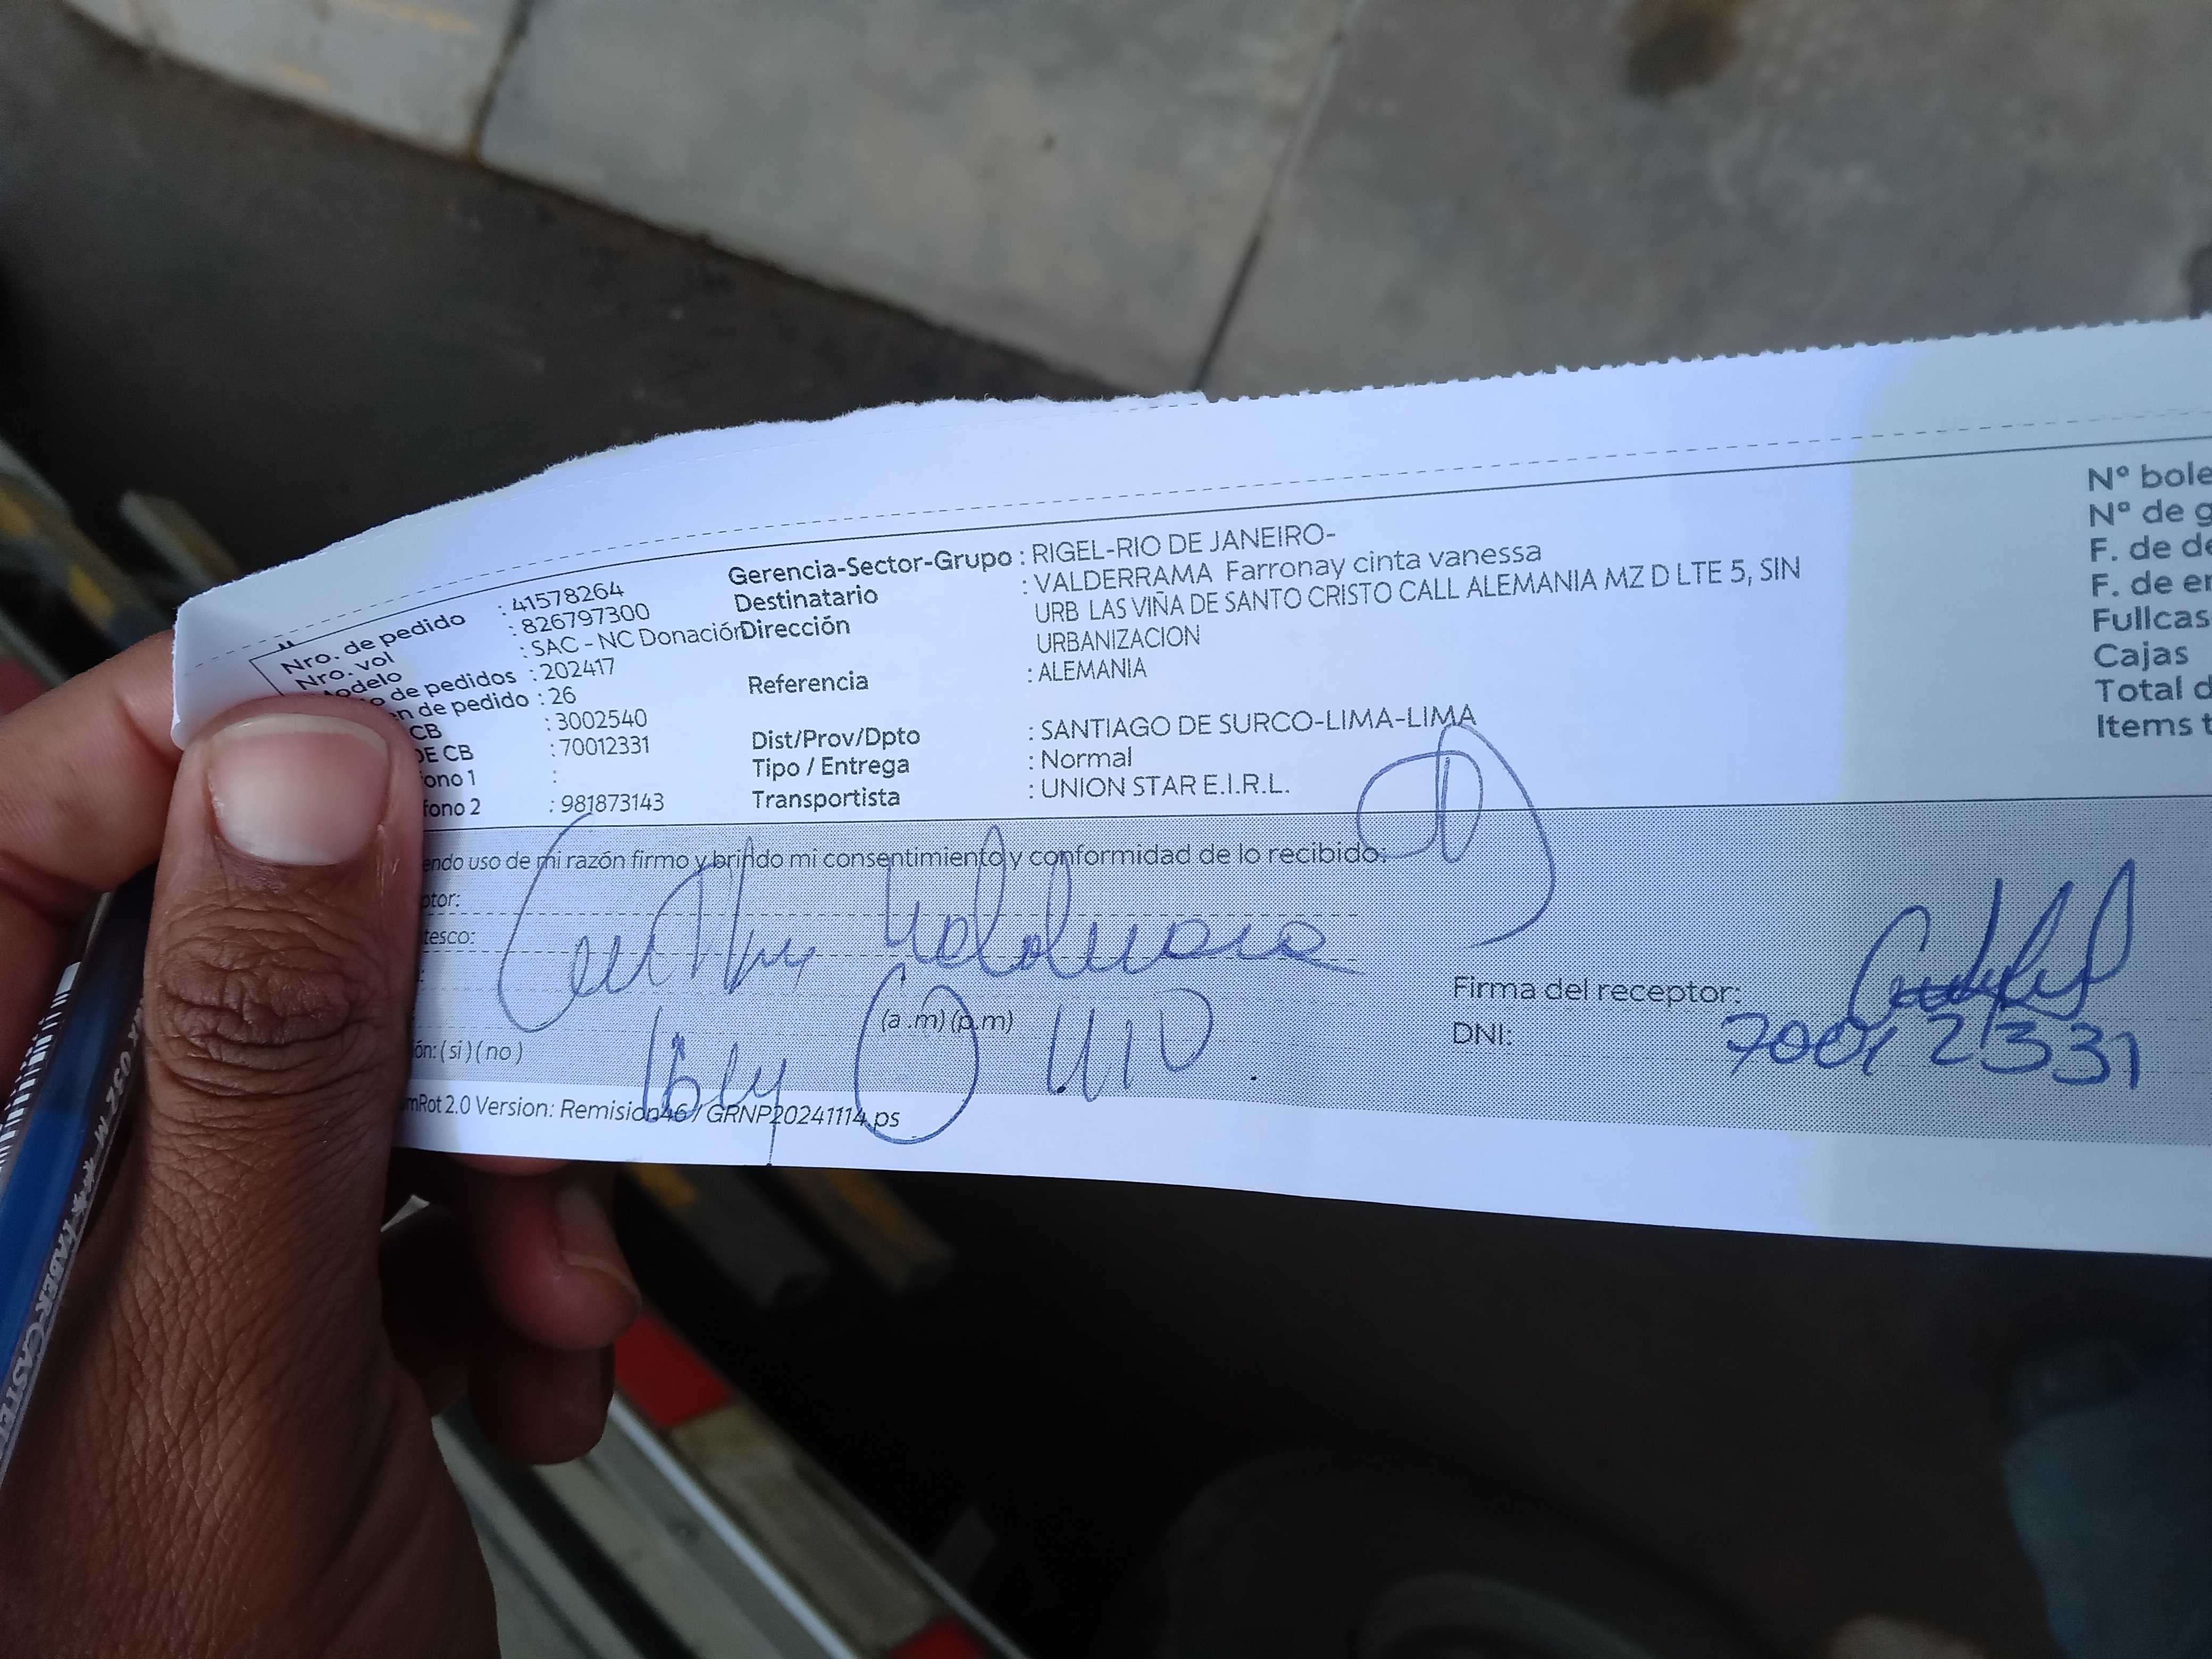 Nro. de pedido : 41578264
Nro. vol : 826797300
odelo : SAC - NC Donación
o de pedidos : 202417
n de pedido : 26
CB : 3002540
DE CB : 70012331
fono 1 :
fono 2 : 981873143
Gerencia-Sector-Grupo : RIGEL-RIO DE JANEIRO-
Destinatario : VALDERRAMA Farronay cinta vanessa
Dirección URB LAS VIÑA DE SANTO CRISTO CALL ALEMANIA MZ D LTE 5, SIN
URBANIZACION
Referencia : ALEMANIA
Dist/Prov/Dpto : SANTIAGO DE SURCO-LIMA-LIMA
Tipo / Entrega : Normal
Transportista : UNION STAR E.I.R.L.
Nº bole
Nº de g
F. de de
F. de en
Fullcas
Cajas
Total d
Items t
endo uso de mi razón firmo y brindo mi consentimiento y conformidad de lo recibido:
ptor:
tesco:
(a .m) (p.m)
ón: ( si ) ( no )
Firma del receptor:
DNI: 70012331
mRot 2.0 Version: Remision46 / GRNP20241114.ps
FABER-CASTELL